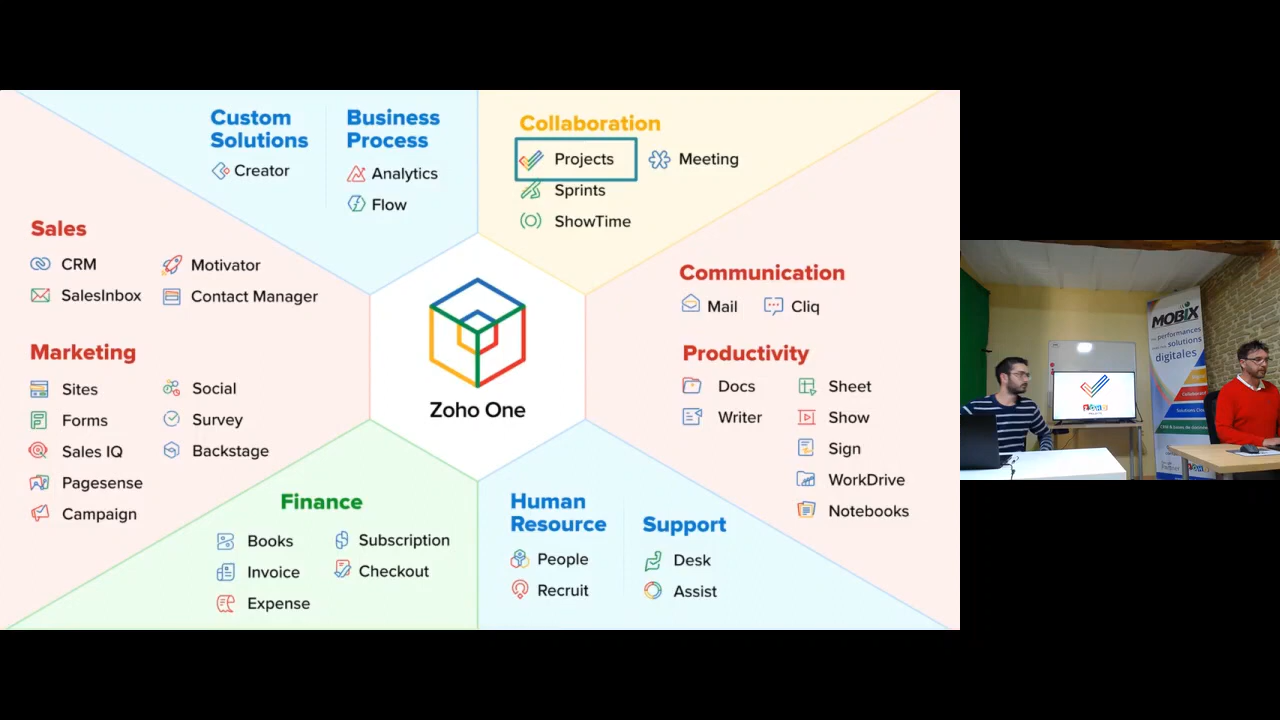 Custom
Solutions
Creator
Business
Process
Analytics
Flow
Collaboration
Projects
Meeting
Sprints
ShowTime
Sales
CRM
Motivator
SalesInbox
Contact Manager
Marketing
Sites
Social
Forms
Survey
Sales IQ
Backstage
Pagesense
Campaign
Zoho One
Communication
Mail
Cliq
Productivity
Docs
Sheet
Writer
Show
Sign
WorkDrive
Notebooks
Finance
Books
Subscription
Invoice
Checkout
Expense
Human
Resource
People
Recruit
Support
Desk
Assist
MOBIX
performances
solutions
digitales